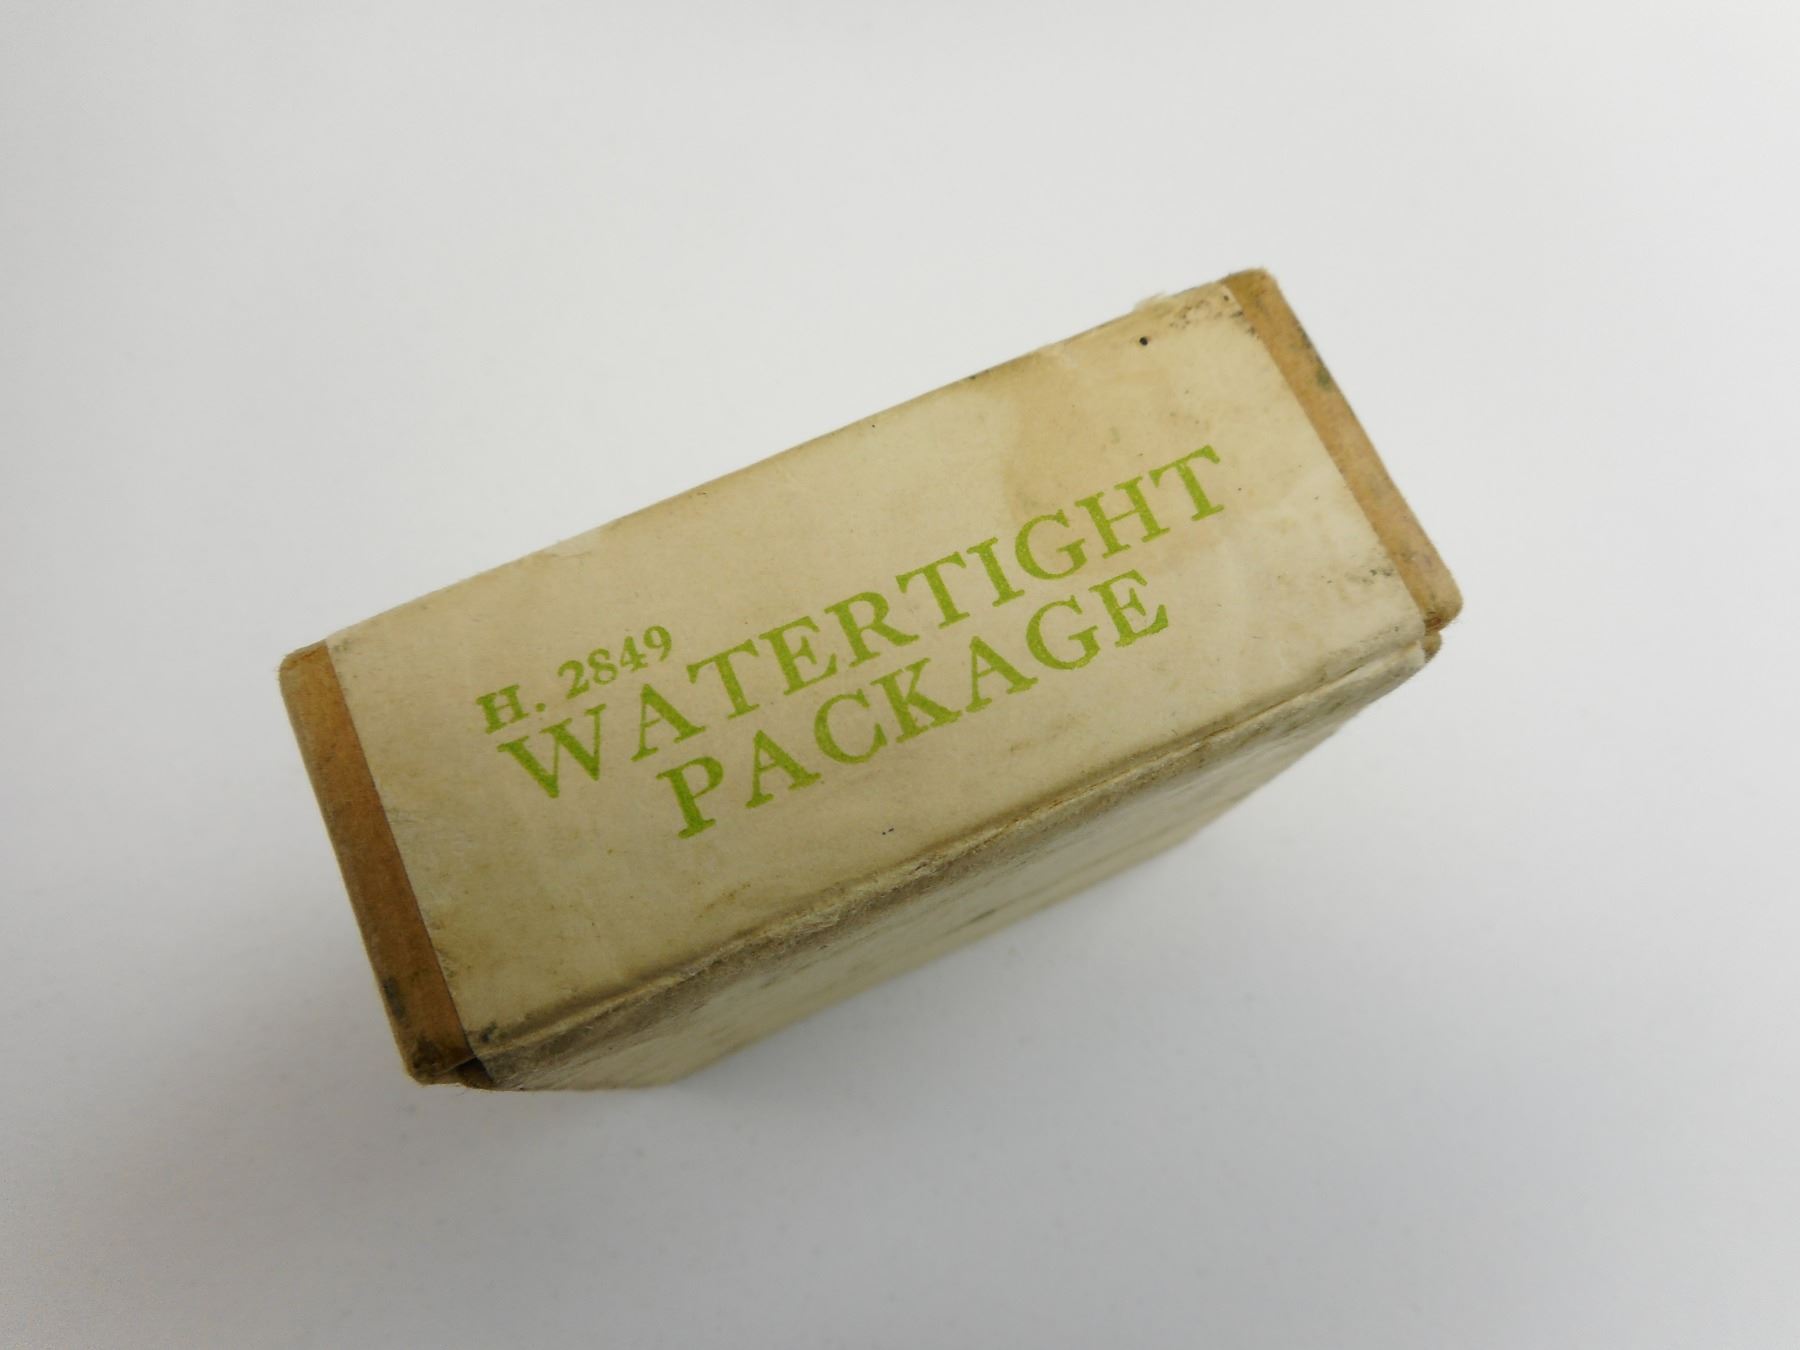 H. 2849
WATERTIGHT
PACKAGE